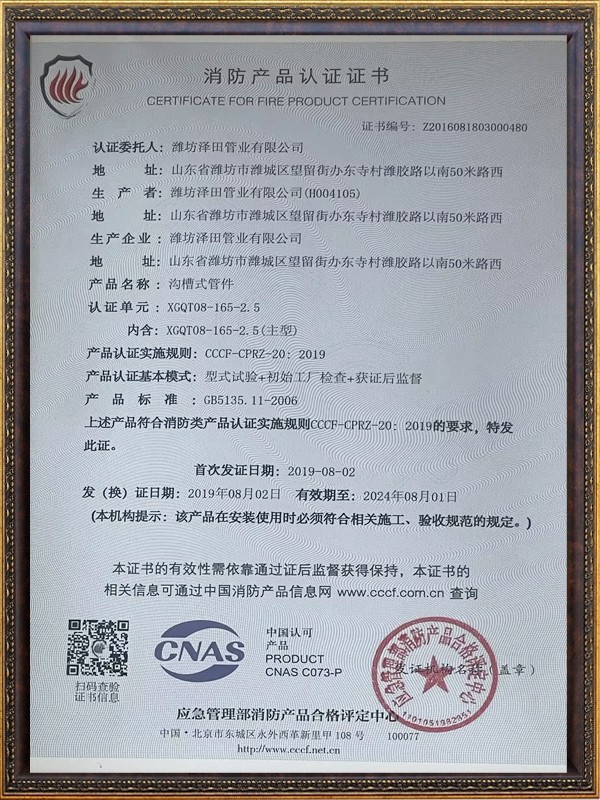 消防产品认证证书
CERTIFICATE FOR FIRE PRODUCT CERTIFICATION
证书编号：Z2016081803000480
认证委托人：潍坊泽田管业有限公司
地 址：山东省潍坊市潍城区望留街办东寺村潍胶路以南50米路西
生 产 者：潍坊泽田管业有限公司(H004105)
地 址：山东省潍坊市潍城区望留街办东寺村潍胶路以南50米路西
生产企业：潍坊泽田管业有限公司
地 址：山东省潍坊市潍城区望留街办东寺村潍胶路以南50米路西
产品名称：沟槽式管件
认证单元：XGQT08-165-2.5
内含：XGQT08-165-2.5(主型)
产品认证实施规则：CCCF-CPRZ-20：2019
产品认证基本模式：型式试验+初始工厂检查+获证后监督
产 品 标 准：GB5135.11-2006
上述产品符合消防类产品认证实施规则CCCF-CPRZ-20：2019的要求，特发
此证。
首次发证日期：2019-08-02
发（换）证日期：2019年08月02日 有效期至：2024年08月01日
(本机构提示：该产品在安装使用时必须符合相关施工、验收规范的规定。)
本证书的有效性需依靠通过证后监督获得保持，本证书的
相关信息可通过中国消防产品信息网 www.cccf.com.cn 查询
扫码查验
证书信息
CNAS
中国认可
产品
PRODUCT
CNAS C073-P
发证机构名称（盖章）
应急管理部消防产品合格评定中心
1101051982351
应急管理部消防产品合格评定中心
中国·北京市东城区永外西革新里甲 108 号 100077
http://www.cccf.net.cn